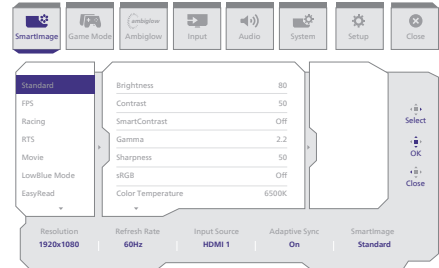 SmartImage
Game Mode
ambiglow
Ambiglow
Input
Audio
System
Setup
Close
Standard
FPS
Racing
RTS
Movie
LowBlue Mode
EasyRead
Brightness 80
Contrast 50
SmartContrast Off
Gamma 2.2
Sharpness 50
sRGB Off
Color Temperature 6500K
Select
OK
Close
Resolution Refresh Rate Input Source Adaptive Sync SmartImage
1920x1080 60Hz HDMI 1 On Standard